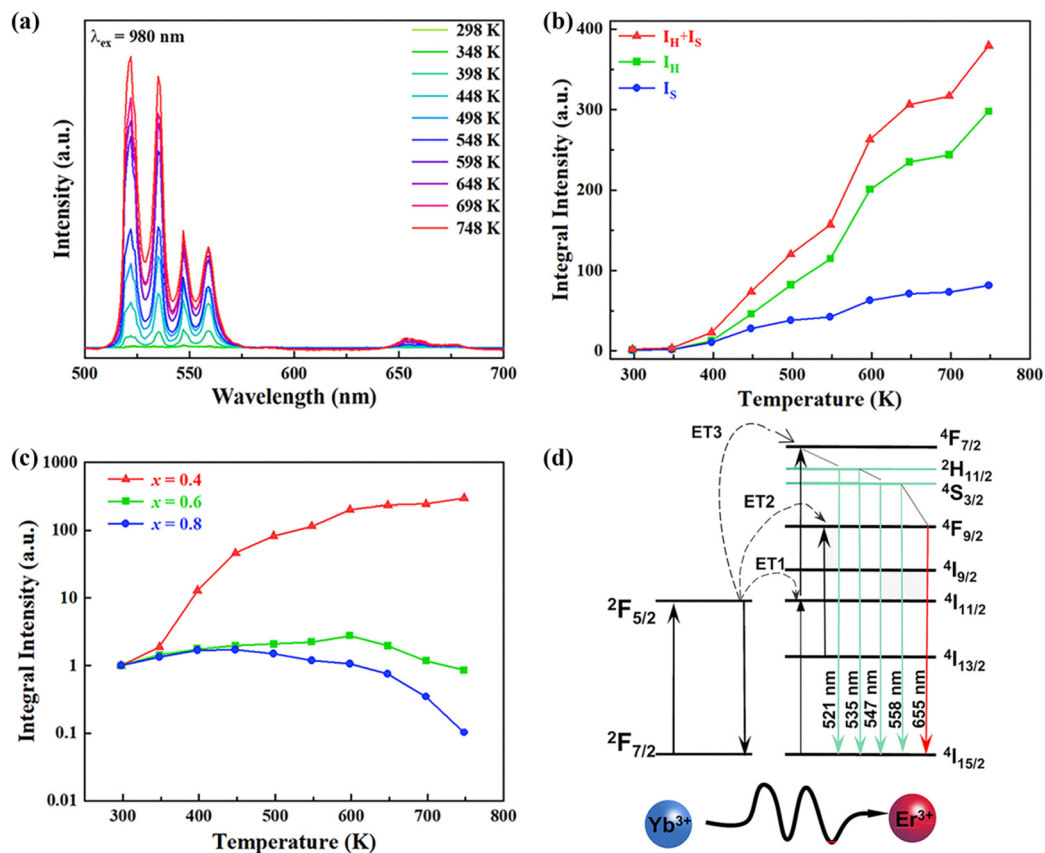 (a)
λex = 980 nm
298 K
348 K
398 K
448 K
498 K
548 K
598 K
648 K
698 K
748 K
Intensity (a.u.)
500 550 600 650 700
Wavelength (nm)
(b)
IH+IS
IH
IS
Integral Intensity (a.u.)
400
300
200
100
0
300 400 500 600 700 800
Temperature (K)
(c)
x = 0.4
x = 0.6
x = 0.8
Integral Intensity (a.u.)
1000
100
10
1
0.1
0.01
300 400 500 600 700 800
Temperature (K)
(d)
ET3
ET2
ET1
4F7/2
2H11/2
4S3/2
4F9/2
4I9/2
4I11/2
4I13/2
4I15/2
2F5/2
2F7/2
521 nm
535 nm
547 nm
558 nm
655 nm
Yb3+
Er3+